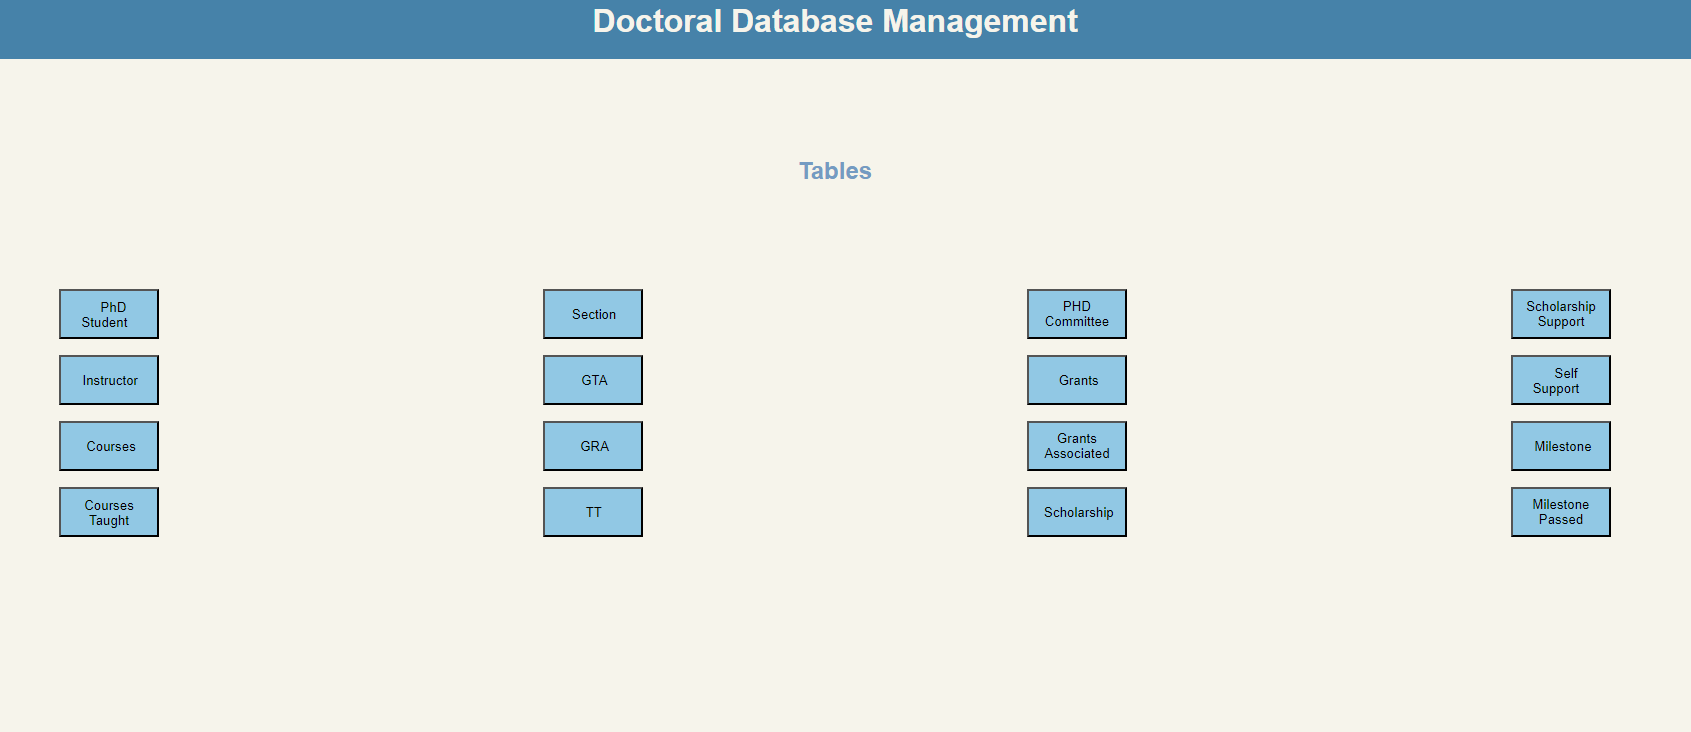 Doctoral Database Management
Tables
PhD
Student
Instructor
Courses
Courses
Taught
Section
GTA
GRA
TT
PHD
Committee
Grants
Grants
Associated
Scholarship
Scholarship
Support
Self
Support
Milestone
Milestone
Passed